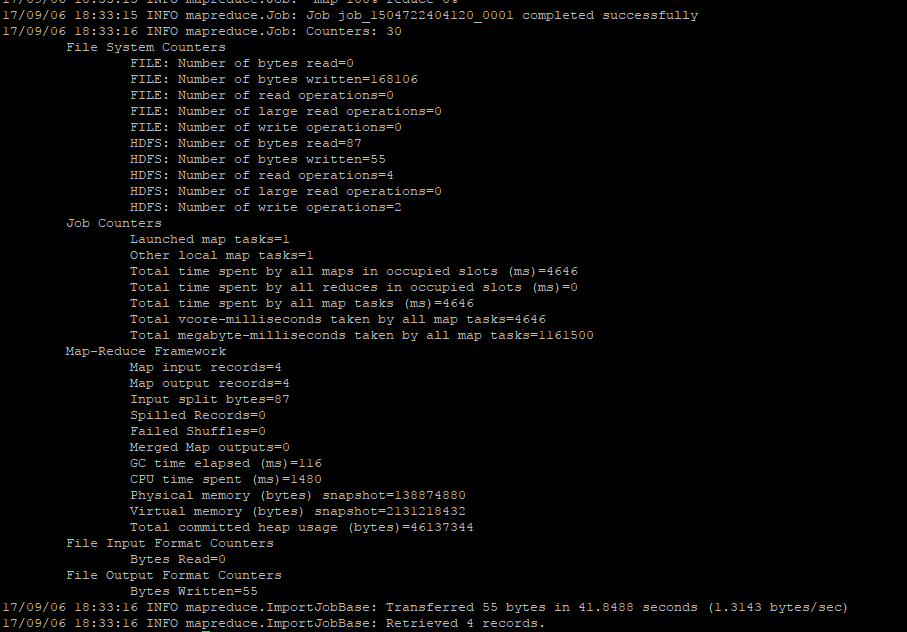 17/09/06 18:33:15 INFO mapreduce.Job:  map 100% reduce 0%
17/09/06 18:33:15 INFO mapreduce.Job: Job job_1504722404120_0001 completed successfully
17/09/06 18:33:16 INFO mapreduce.Job: Counters: 30
File System Counters
FILE: Number of bytes read=0
FILE: Number of bytes written=168106
FILE: Number of read operations=0
FILE: Number of large read operations=0
FILE: Number of write operations=0
HDFS: Number of bytes read=87
HDFS: Number of bytes written=55
HDFS: Number of read operations=4
HDFS: Number of large read operations=0
HDFS: Number of write operations=2
Job Counters
Launched map tasks=1
Other local map tasks=1
Total time spent by all maps in occupied slots (ms)=4646
Total time spent by all reduces in occupied slots (ms)=0
Total time spent by all map tasks (ms)=4646
Total vcore-milliseconds taken by all map tasks=4646
Total megabyte-milliseconds taken by all map tasks=1161500
Map-Reduce Framework
Map input records=4
Map output records=4
Input split bytes=87
Spilled Records=0
Failed Shuffles=0
Merged Map outputs=0
GC time elapsed (ms)=116
CPU time spent (ms)=1480
Physical memory (bytes) snapshot=138874880
Virtual memory (bytes) snapshot=2131218432
Total committed heap usage (bytes)=46137344
File Input Format Counters
Bytes Read=0
File Output Format Counters
Bytes Written=55
17/09/06 18:33:16 INFO mapreduce.ImportJobBase: Transferred 55 bytes in 41.8488 seconds (1.3143 bytes/sec)
17/09/06 18:33:16 INFO mapreduce.ImportJobBase: Retrieved 4 records.